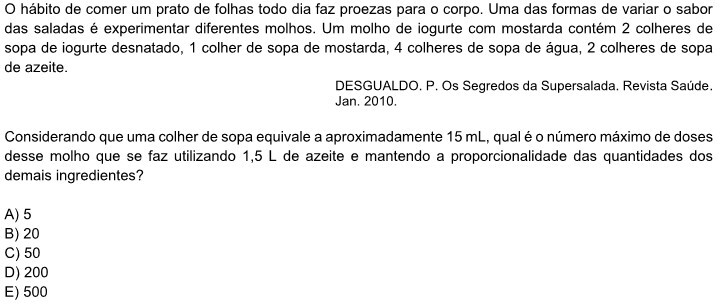 O hábito de comer um prato de folhas todo dia faz proezas para o corpo. Uma das formas de variar o sabor
das saladas é experimentar diferentes molhos. Um molho de iogurte com mostarda contém 2 colheres de
sopa de iogurte desnatado, 1 colher de sopa de mostarda, 4 colheres de sopa de água, 2 colheres de sopa
de azeite.
DESGUALDO. P. Os Segredos da Supersalada. Revista Saúde.
Jan. 2010.
Considerando que uma colher de sopa equivale a aproximadamente 15 mL, qual é o número máximo de doses
desse molho que se faz utilizando 1,5 L de azeite e mantendo a proporcionalidade das quantidades dos
demais ingredientes?
A) 5
B) 20
C) 50
D) 200
E) 500